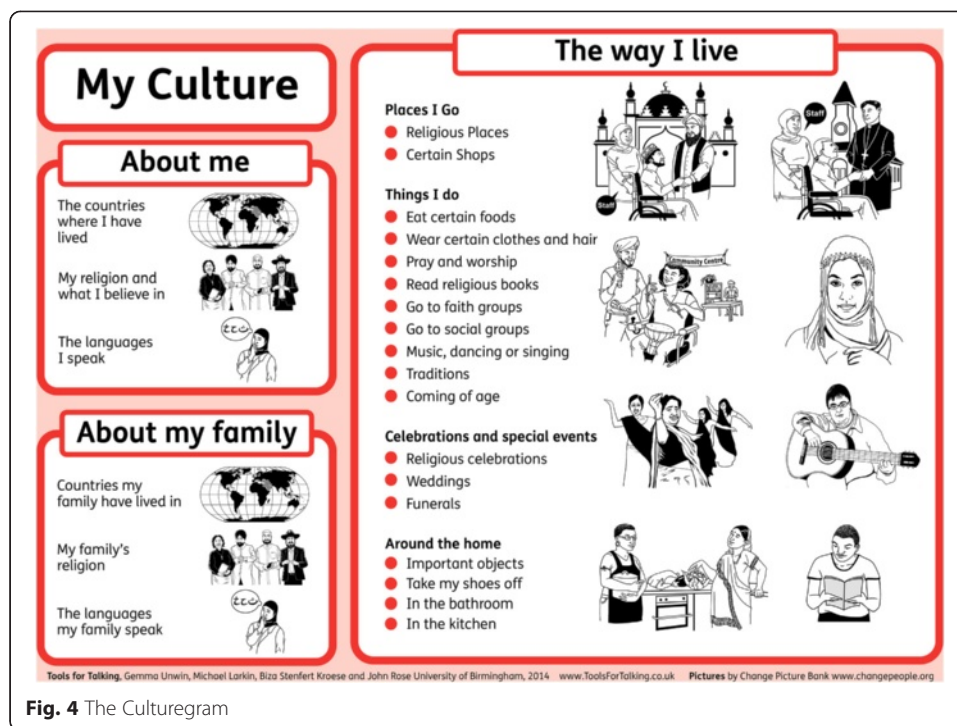 My Culture
About me
The countries
where I have
lived
My religion and
what I believe in
The languages
I speak
About my family
Countries my
family have lived in
My family's
religion
The languages
my family speak
The way I live
Places I Go
Religious Places
Certain Shops
Things I do
Eat certain foods
Wear certain clothes and hair
Pray and worship
Read religious books
Go to faith groups
Go to social groups
Music, dancing or singing
Traditions
Coming of age
Celebrations and special events
Religious celebrations
Weddings
Funerals
Around the home
Important objects
Take my shoes off
In the bathroom
In the kitchen
Staff
Staff
Community Centre
Tools for Talking, Gemma Unwin, Michael Larkin, Biza Stenfert Kroese and John Rose University of Birmingham, 2014 www.ToolsForTalking.co.uk Pictures by Change Picture Bank www.changepeople.org
Fig. 4 The Culturegram